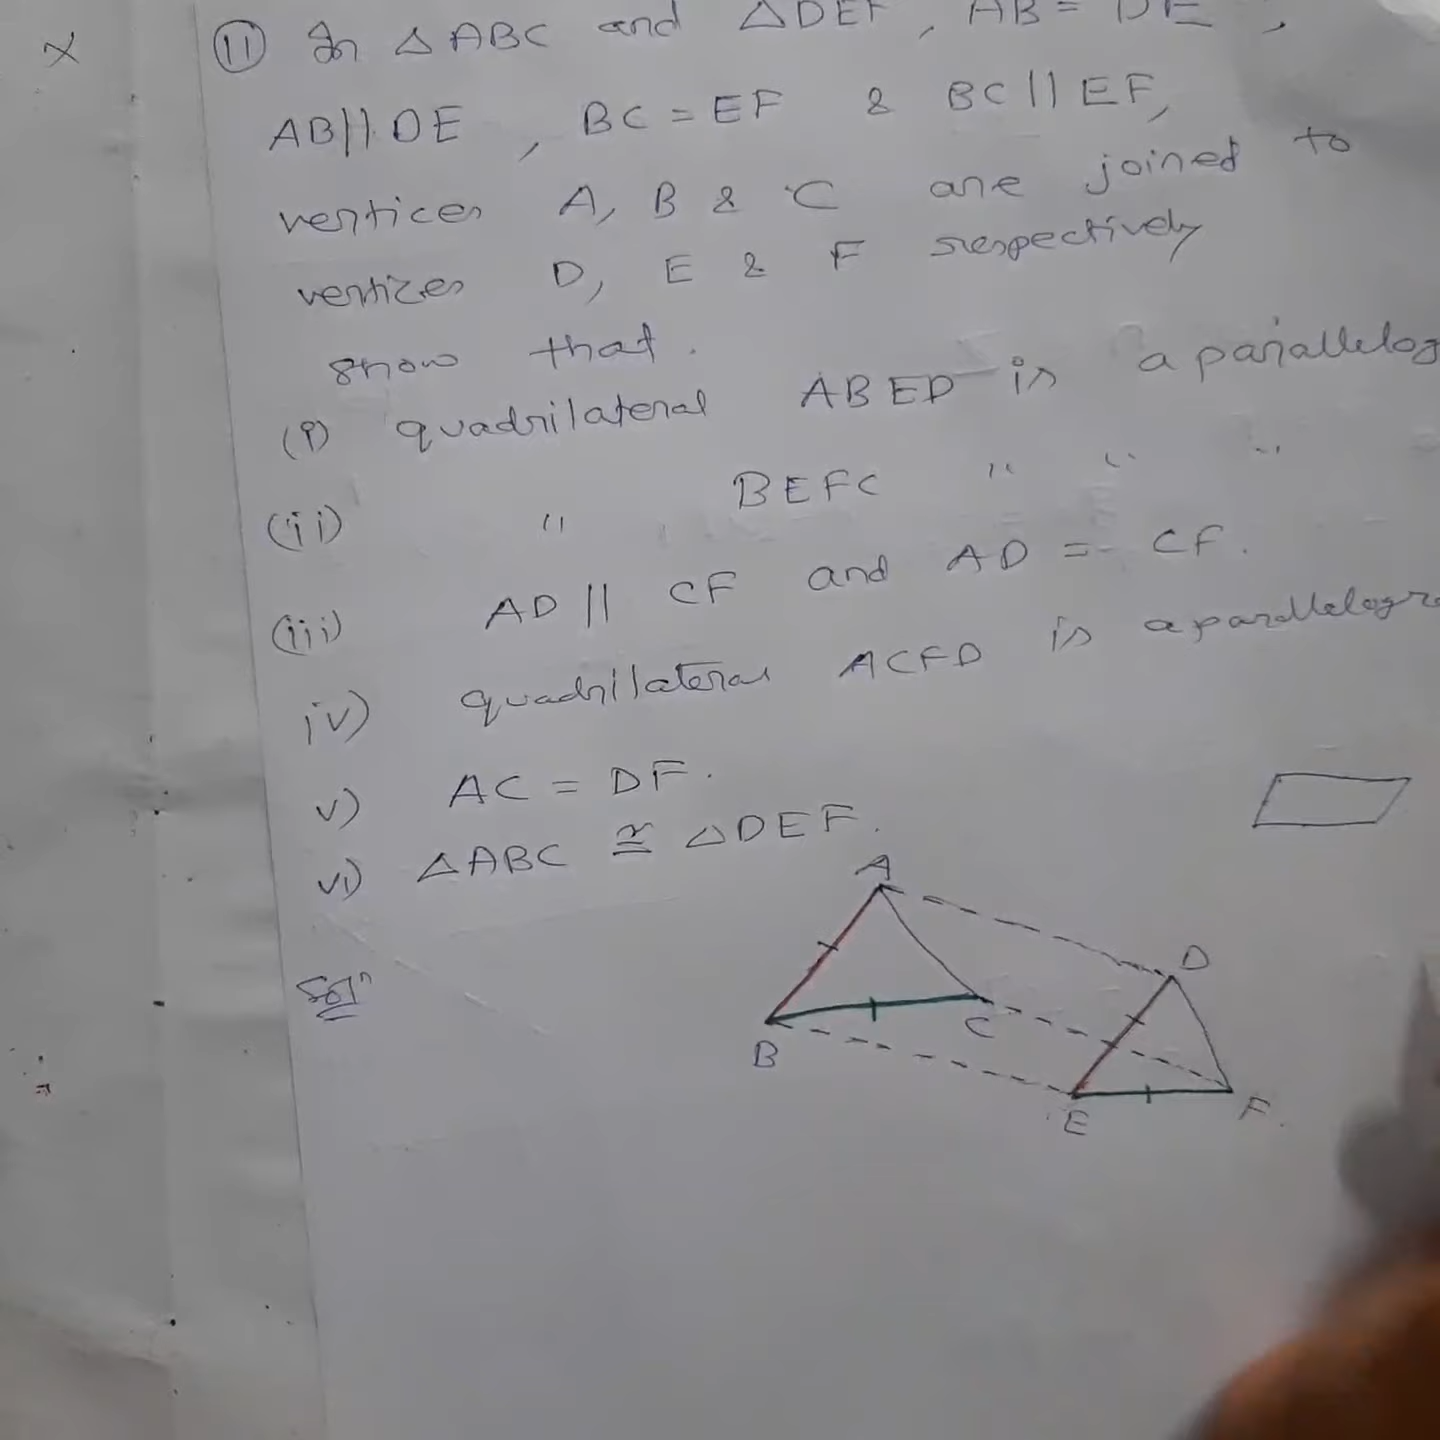 x
(11) In △ ABC and △DEF, AB = DE,
AB || DE, BC = EF & BC || EF,
vertices A, B & C are joined to
vertices D, E & F respectively
show that.
(i) quadrilateral ABED is a parallelog
(ii) " BEFC " " "
(iii) AD || CF and AD = CF.
iv) quadrilateral ACFD is a parallelogra
v) AC = DF.
vi) △ABC ≅ △DEF.
A
D
Sol^n
C
B
F.
E